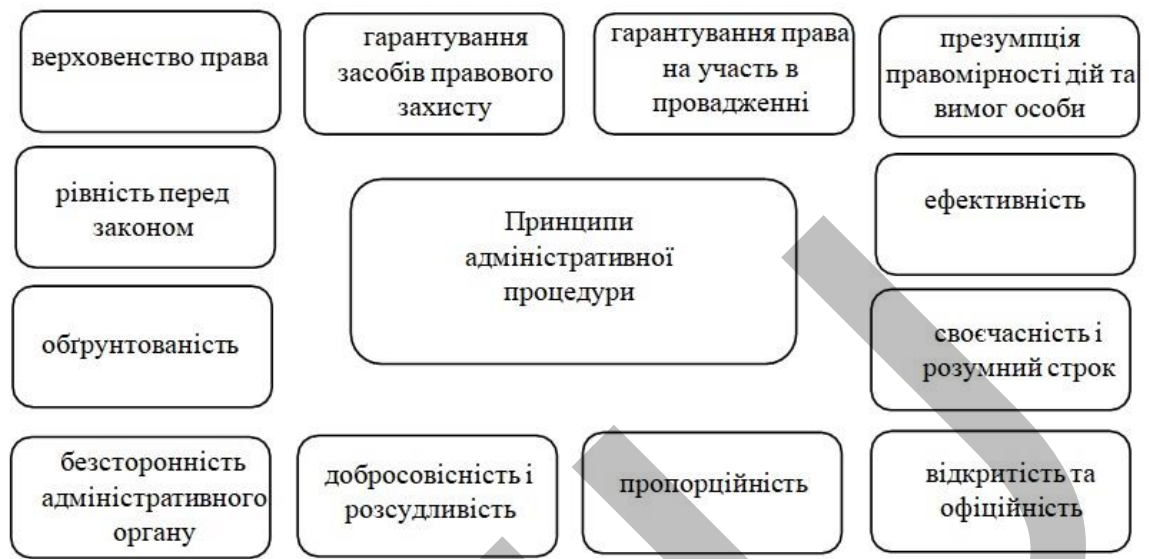 верховенство права
гарантування
засобів правового
захисту
гарантування права
на участь в
провадженні
презумпція
правомірності дій та
вимог особи
рівність перед
законом
Принципи
адміністративної
процедури
ефективність
обґрунтованість
своєчасність і
розумний строк
безсторонність
адміністративного
органу
добросовісність і
розсудливість
пропорційність
відкритість та
офіційність